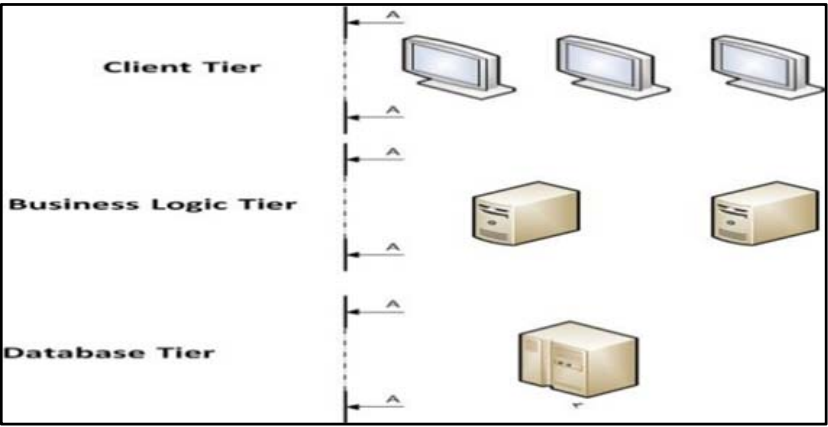 A
Client Tier
A
A
Business Logic Tier
A
A
Database Tier
A